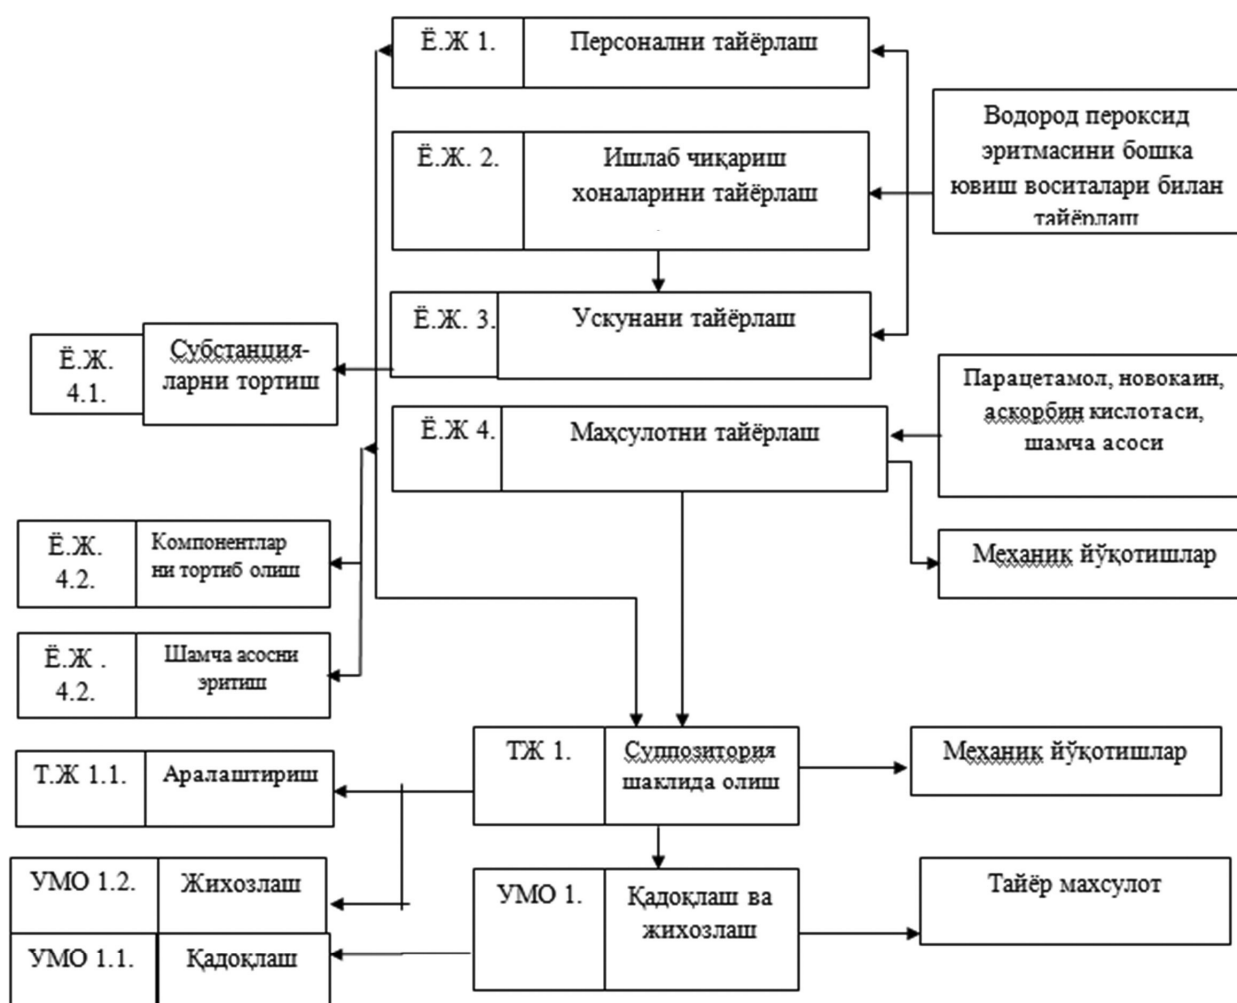 Ё.Ж 1.
Персонални тайёрлаш
Ё.Ж. 2.
Ишлаб чиқариш
хоналарини тайёрлаш
Водород пероксид
эритмасини бошка
ювиш воситалари билан
тайёрлаш
Ё.Ж. 3.
Ускунани тайёрлаш
Ё.Ж.
4.1.
Субстанция-
ларни тортиш
Ё.Ж 4.
Маҳсулотни тайёрлаш
Парацетамол, новокаин,
аскорбин кислотаси,
шамча асоси
Ё.Ж.
4.2.
Компонентлар
ни тортиб олиш
Механик йўқотишлар
Ё.Ж .
4.2.
Шамча асосни
эритиш
ТЖ 1.
Суппозитория
шаклида олиш
Механик йўқотишлар
Т.Ж 1.1.
Аралаштириш
УМО 1.2.
Жихозлаш
УМО 1.
Қадоқлаш ва
жихозлаш
Тайёр махсулот
УМО 1.1.
Қадоқлаш